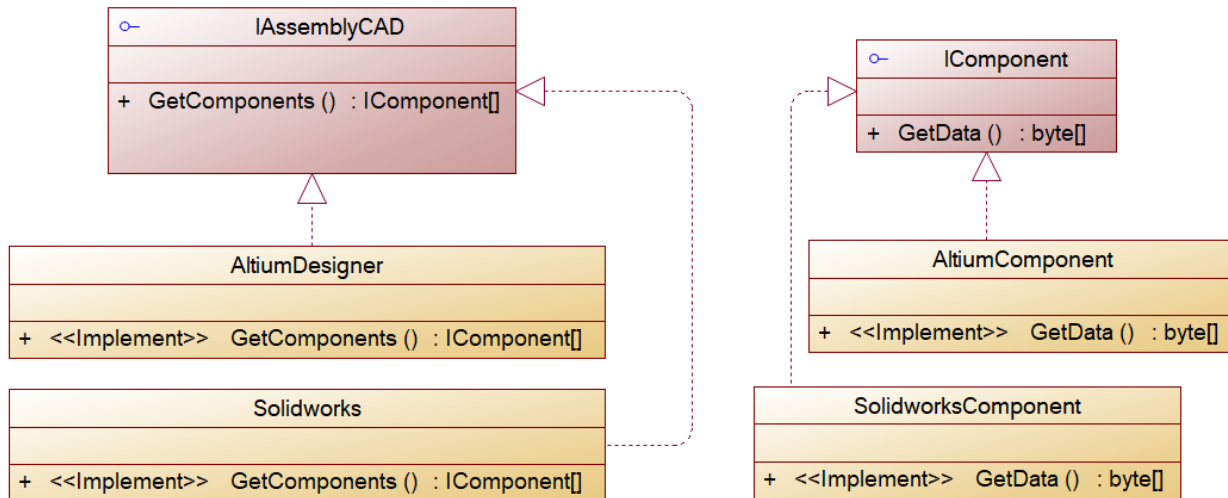 IAssemblyCAD
+ GetComponents () : IComponent[]
IComponent
+ GetData () : byte[]
AltiumDesigner
+ <<Implement>> GetComponents () : IComponent[]
AltiumComponent
+ <<Implement>> GetData () : byte[]
Solidworks
+ <<Implement>> GetComponents () : IComponent[]
SolidworksComponent
+ <<Implement>> GetData () : byte[]